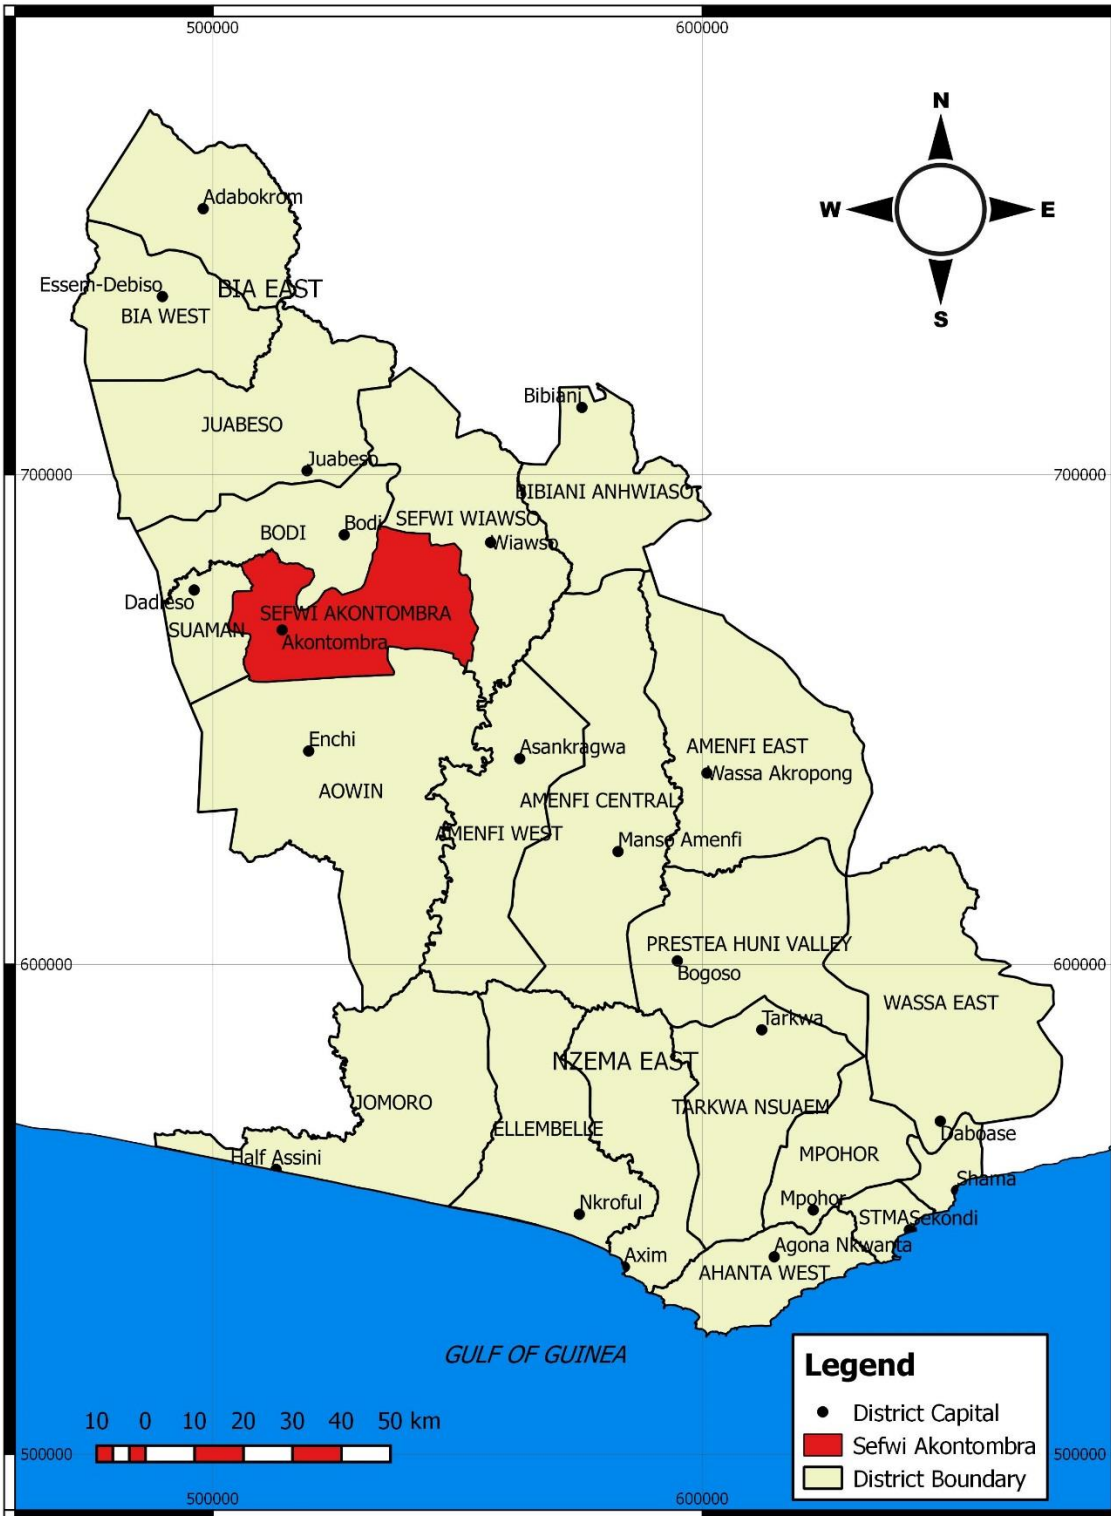 500000 600000
N
W E
S
Adabokrom
Essem-Debiso
BIA EAST
BIA WEST
Bibiani
JUABESO
Juabeso
700000 700000
BIBIANI ANHWIASO
SEFWI WIAWSO
Bodi
BODI
Wiawso
Dadieso
SEFWI AKONTOMBRA
SUAMAN
Akontombra
Enchi
Asankragwa
AMENFI EAST
Wassa Akropong
AOWIN
AMENFI CENTRAL
AMENFI WEST
Manso Amenfi
PRESTEA HUNI VALLEY
600000 600000
Bogoso
WASSA EAST
Tarkwa
NZEMA EAST
JOMORO
TARKWA NSUAEM
ELLEMBELLE
Daboase
MPOHOR
Half Assini
Shama
Mpohor
Nkroful
STMA
Sekondi
Agona Nkwanta
Axim
AHANTA WEST
GULF OF GUINEA
Legend
District Capital
Sefwi Akontombra
District Boundary
10 0 10 20 30 40 50 km
500000 500000
500000 600000